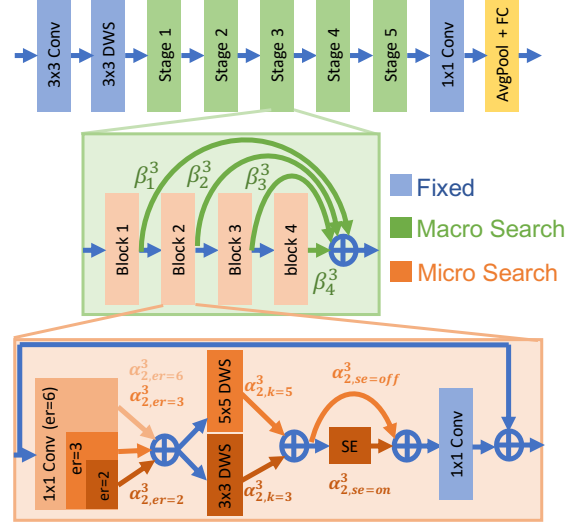 3x3 Conv
3x3 DWS
Stage 1
Stage 2
Stage 3
Stage 4
Stage 5
1x1 Conv
AvgPool + FC
β₁³
β₂³
β₃³
β₄³
Block 1
Block 2
Block 3
block 4
Fixed
Macro Search
Micro Search
1x1 Conv (er=6)
er=3
er=2
α³₂,er=6
α³₂,er=3
α³₂,er=2
5x5 DWS
3x3 DWS
α³₂,k=5
α³₂,k=3
α³₂,se=off
SE
α³₂,se=on
1x1 Conv